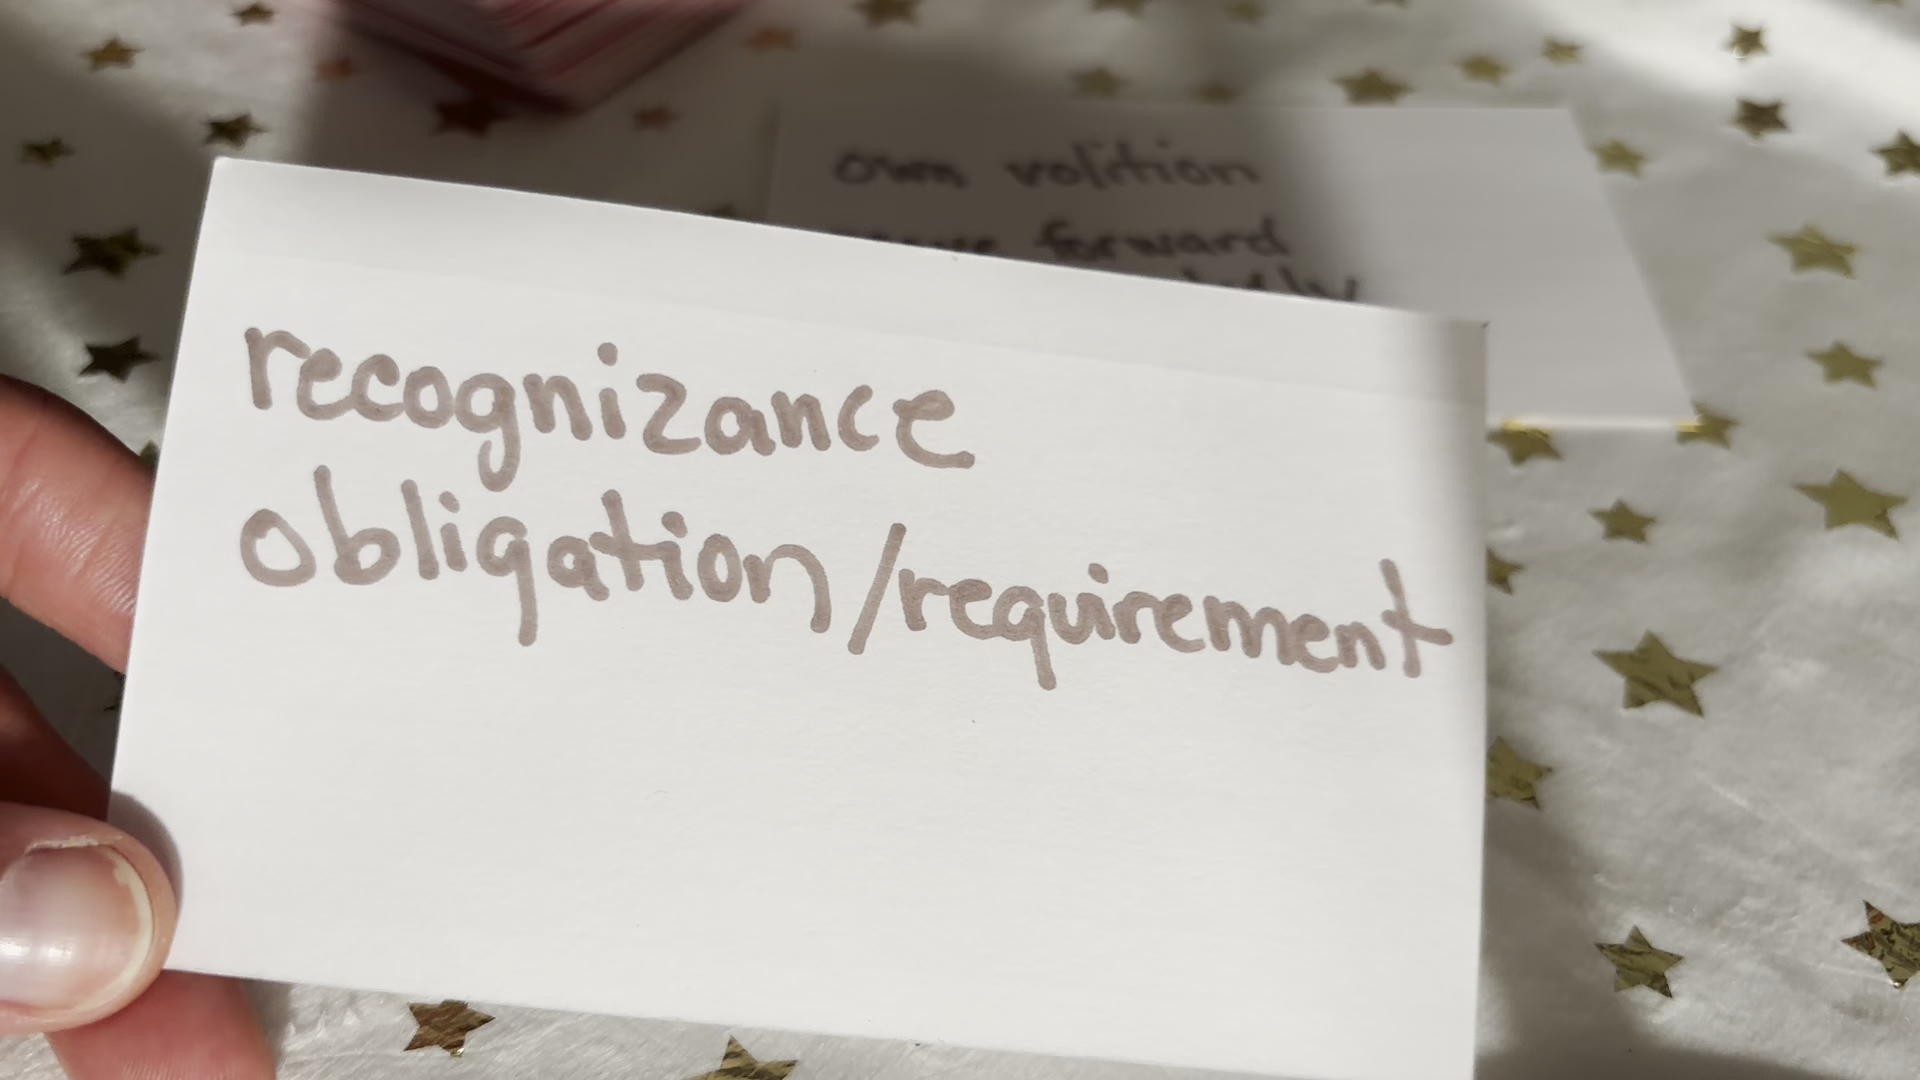 own volition
forward
recognizance
obligation/requirement